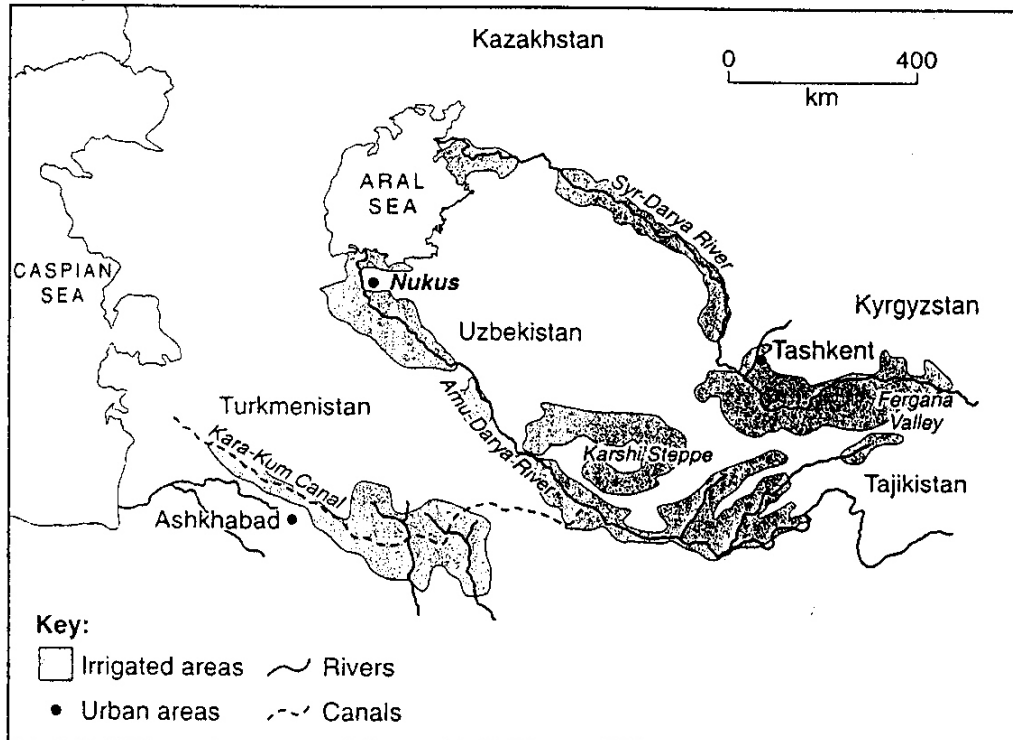 Kazakhstan
0 400
km
ARAL
SEA
Syr-Darya River
CASPIAN
SEA
Nukus
Kyrgyzstan
Uzbekistan
Tashkent
Fergana
Valley
Turkmenistan
Amu-Darya River
Karshi Steppe
Kara-Kum Canal
Tajikistan
Ashkhabad
Key:
Irrigated areas Rivers
Urban areas Canals